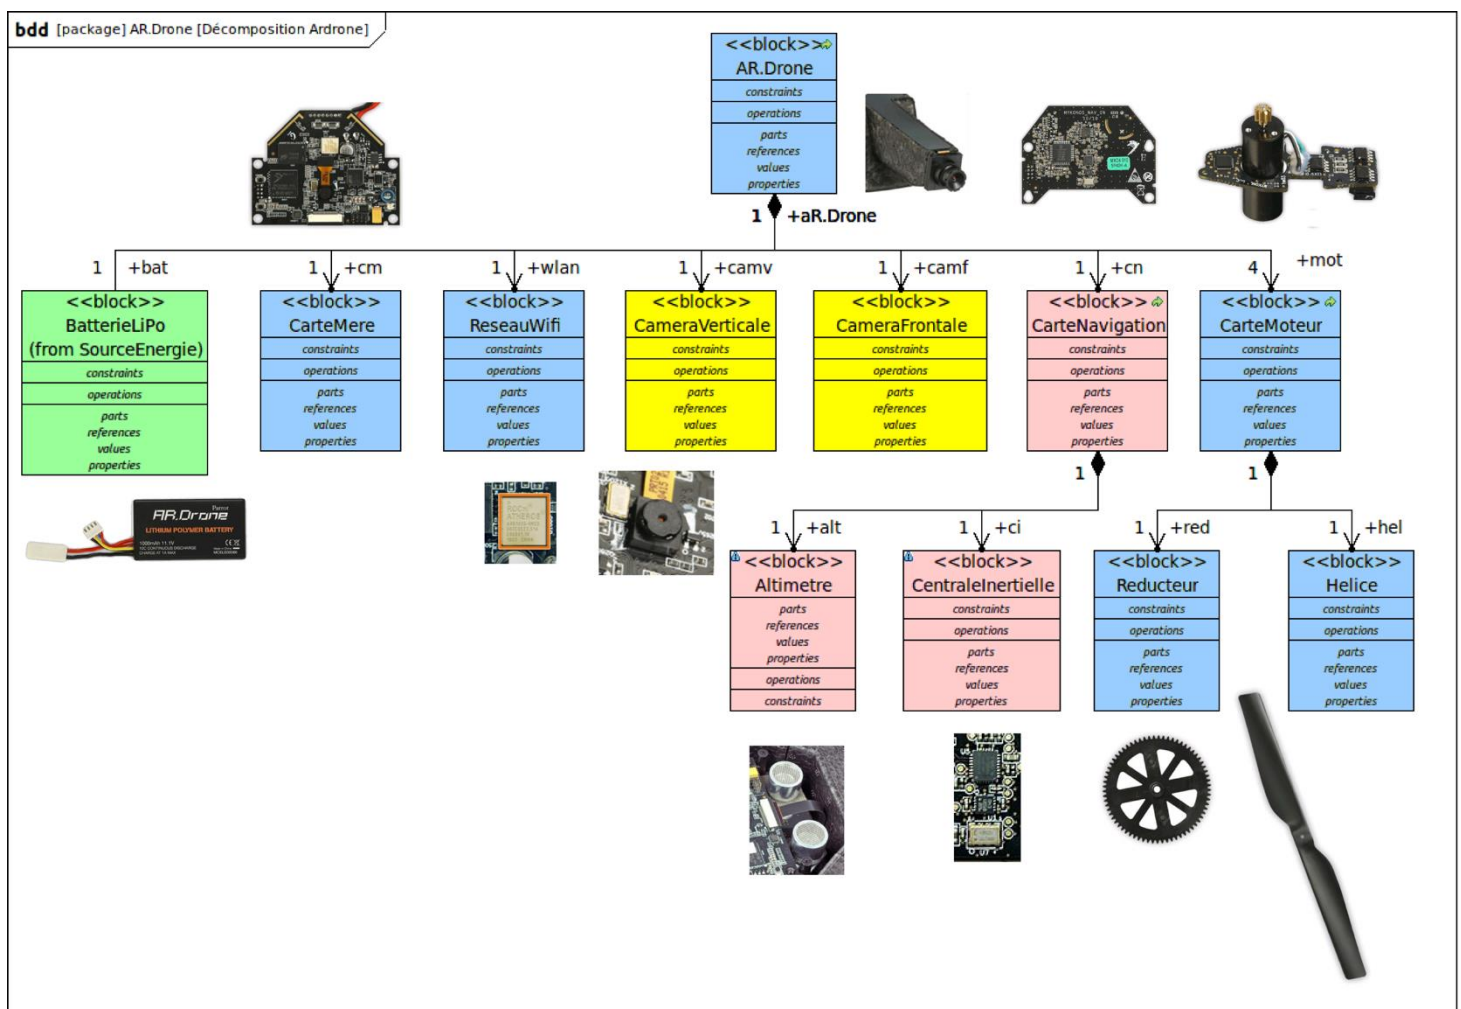 bdd [package] AR.Drone [Décomposition Ardrone]
<<block>>
AR.Drone
constraints
operations
parts
references
values
properties
1 +aR.Drone
1 +bat
1 +cm
1 +wlan
1 +camv
1 +camf
1 +cn
4 +mot
<<block>>
BatterieLiPo
(from SourceEnergie)
constraints
operations
parts
references
values
properties
<<block>>
CarteMere
constraints
operations
parts
references
values
properties
<<block>>
ReseauWifi
constraints
operations
parts
references
values
properties
<<block>>
CameraVerticale
constraints
operations
parts
references
values
properties
<<block>>
CameraFrontale
constraints
operations
parts
references
values
properties
<<block>>
CarteNavigation
constraints
operations
parts
references
values
properties
<<block>>
CarteMoteur
constraints
operations
parts
references
values
properties
1
1
1 +alt
1 +ci
1 +red
1 +hel
<<block>>
Altimetre
parts
references
values
properties
operations
constraints
<<block>>
CentraleInertielle
constraints
operations
parts
references
values
properties
<<block>>
Reducteur
constraints
operations
parts
references
values
properties
<<block>>
Helice
constraints
operations
parts
references
values
properties
Parrot
AR.Drone
LITHIUM POLYMER BATTERY
1000mAH 11.1V